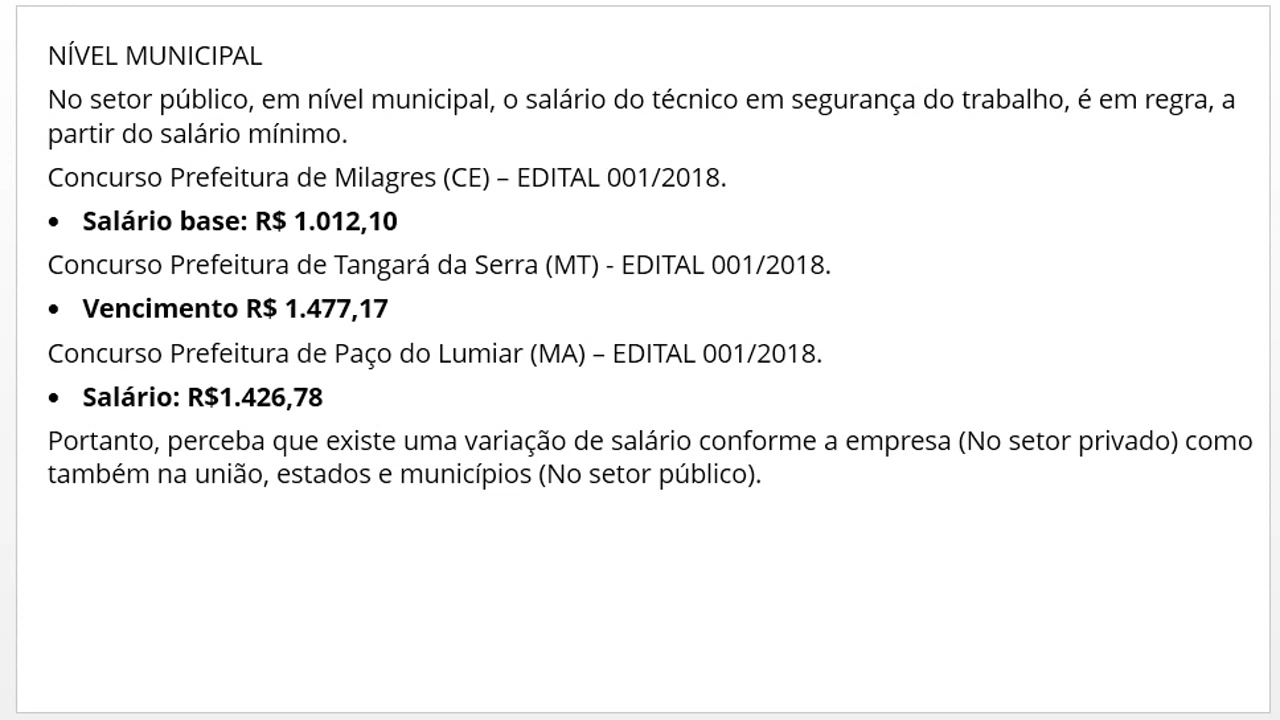 NÍVEL MUNICIPAL
No setor público, em nível municipal, o salário do técnico em segurança do trabalho, é em regra, a
partir do salário mínimo.
Concurso Prefeitura de Milagres (CE) – EDITAL 001/2018.
• Salário base: R$ 1.012,10
Concurso Prefeitura de Tangará da Serra (MT) - EDITAL 001/2018.
• Vencimento R$ 1.477,17
Concurso Prefeitura de Paço do Lumiar (MA) – EDITAL 001/2018.
• Salário: R$1.426,78
Portanto, perceba que existe uma variação de salário conforme a empresa (No setor privado) como
também na união, estados e municípios (No setor público).